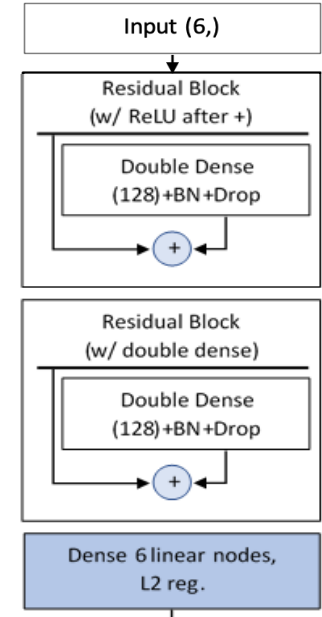 Input (6,)
Residual Block
(w/ ReLU after +)
Double Dense
(128)+BN+Drop
+
Residual Block
(w/ double dense)
Double Dense
(128)+BN+Drop
+
Dense 6 linear nodes,
L2 reg.